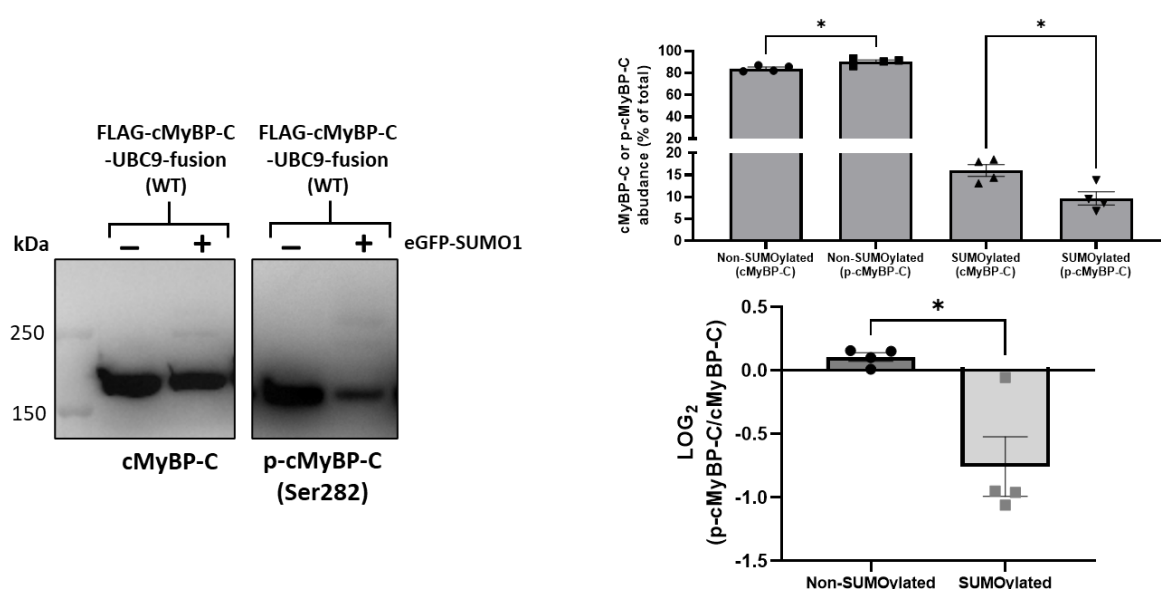 FLAG-cMyBP-C
-UBC9-fusion
(WT)
FLAG-cMyBP-C
-UBC9-fusion
(WT)
kDa
– + – + eGFP-SUMO1
250
150
cMyBP-C
p-cMyBP-C
(Ser282)
cMyBP-C or p-cMyBP-C
abudance (% of total)
* *
100
80
60
40
20
20
15
10
5
0
Non-SUMOylated
(cMyBP-C)
Non-SUMOylated
(p-cMyBP-C)
SUMOylated
(cMyBP-C)
SUMOylated
(p-cMyBP-C)
LOG2
(p-cMyBP-C/cMyBP-C)
*
0.5
0.0
-0.5
-1.0
-1.5
Non-SUMOylated SUMOylated